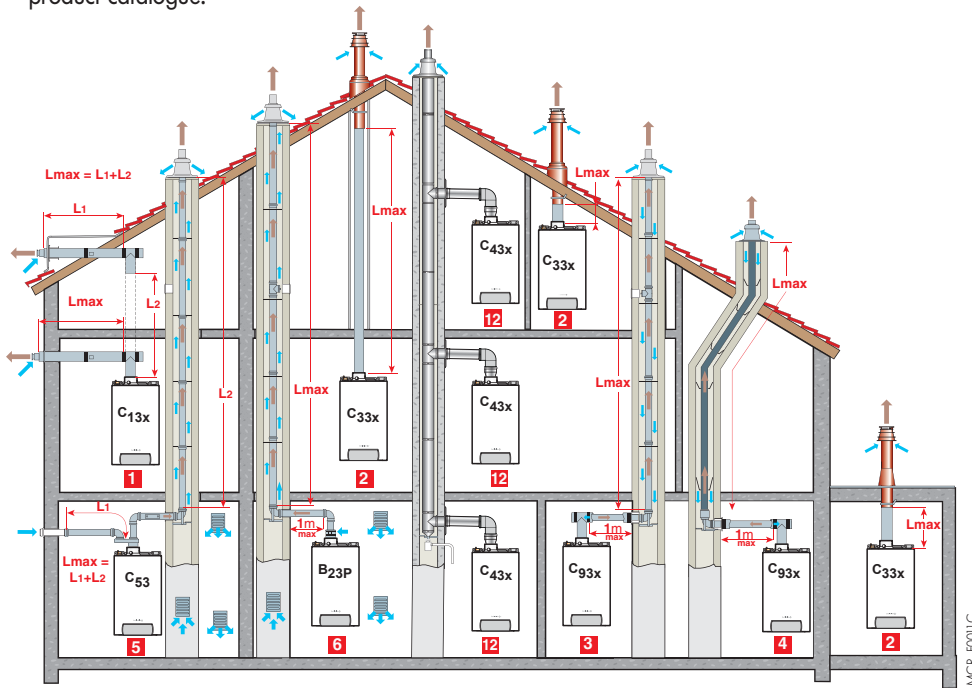 product catalogue.
Lmax = L1+L2
L1
Lmax
L2
C13x
1
L2
L1
Lmax =
L1+L2
C53
5
Lmax
1m
max
B23P
6
Lmax
C33x
2
C43x
12
C43x
12
C43x
12
Lmax
C33x
2
Lmax
1m
max
C93x
3
Lmax
1m
max
C93x
4
Lmax
C33x
2